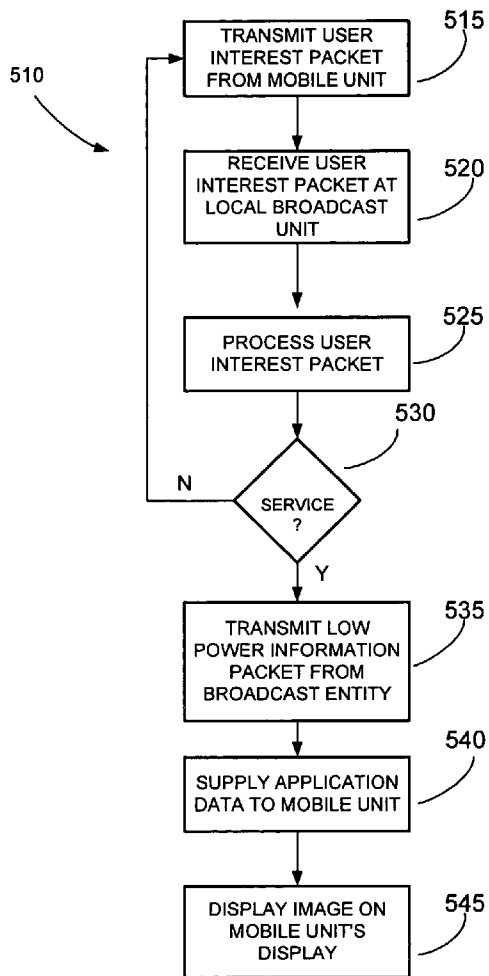 515
TRANSMIT USER
INTEREST PACKET
FROM MOBILE UNIT
510
520
RECEIVE USER
INTEREST PACKET AT
LOCAL BROADCAST
UNIT
525
PROCESS USER
INTEREST PACKET
530
N
SERVICE
?
Y
535
TRANSMIT LOW
POWER INFORMATION
PACKET FROM
BROADCAST ENTITY
540
SUPPLY APPLICATION
DATA TO MOBILE UNIT
545
DISPLAY IMAGE ON
MOBILE UNIT'S
DISPLAY